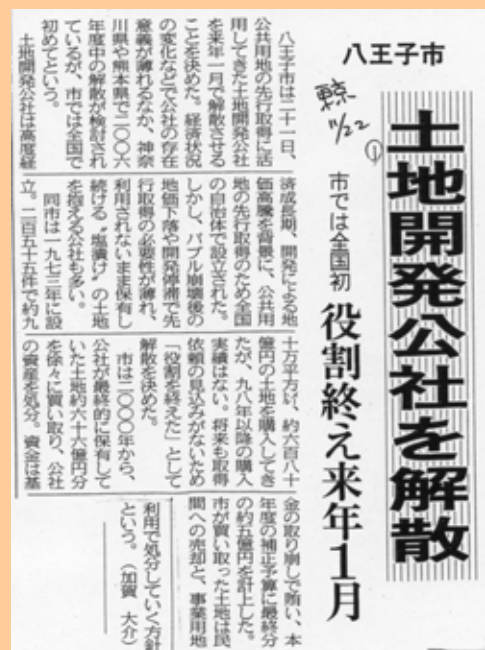 八王子市
土地開発公社を解散
市では全国初
役割終え来年1月
11/22
①
八王子市は二十一日、
公共用地の先行取得に活
用してきた土地開発公社
を来年一月で解散させる
ことを決めた。経済状況
の変化などで公社の存在
意義が薄れるなか、神奈
川県や熊本県で二〇〇六
年度中の解散が検討され
ているが、市では全国で
初めてという。
土地開発公社は高度経
済成長期、開発による地
価高騰を背景に、公共用
地の先行取得のため全国
の自治体で設立された。
しかし、バブル崩壊後の
地価下落や開発停滞で先
行取得の必要性が薄れ、
利用されないまま保有し
続ける〝塩漬け〟の土地
を抱える公社も多い。
同市は一九七三年に設
立。二百五十五件で約九
十万平方㍍、約六百八十
億円の土地を購入してき
たが、九八年以降の購入
実績はない。将来も取得
依頼の見込みがないため
「役割を終えた」として
解散を決めた。
市は二〇〇〇年から、
公社が最終的に保有して
いた土地約六十六億円分
を徐々に買い取り、公社
の資産を処分。資金は基
金の取り崩しで賄い、本
年度の補正予算に最終分
の約五億円を計上した。
市が買い取った土地は民
間への売却と、事業用地
利用で処分していく方針
という。（加賀 大介）